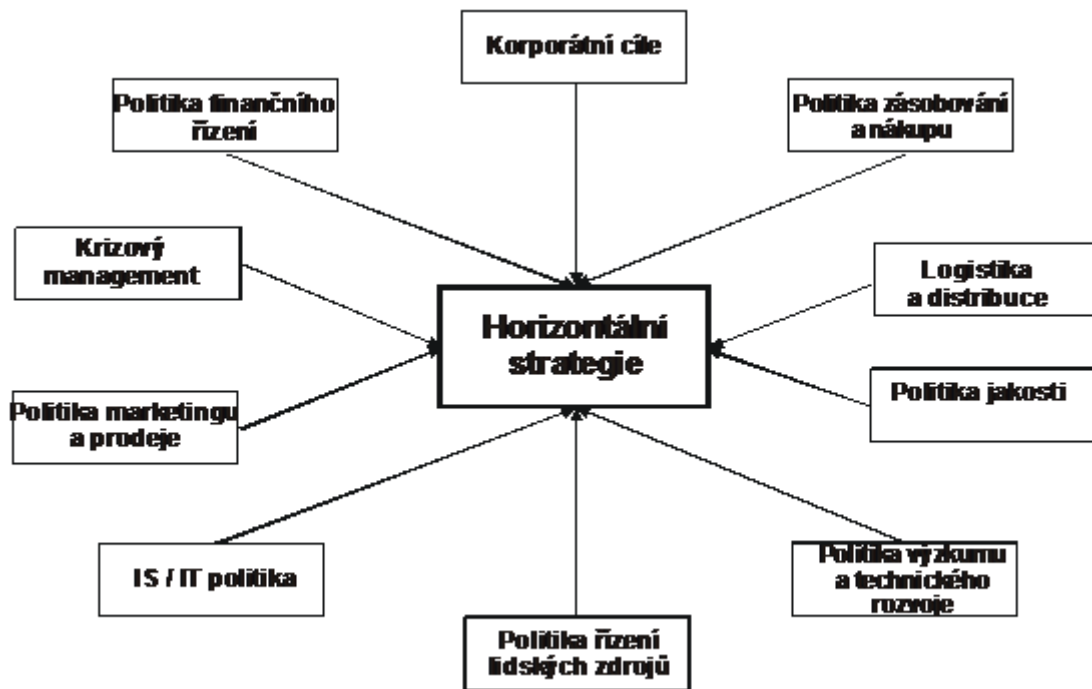 Korporátní cíle
Politika finančního
řízení
Politika zásobování
a nákupu
Krizový
management
Logistika
a distribuce
Horizontální
strategie
Politika marketingu
a prodeje
Politika jakosti
IS / IT politika
Politika výzkumu
a technického
rozvoje
Politika řízení
lidských zdrojů